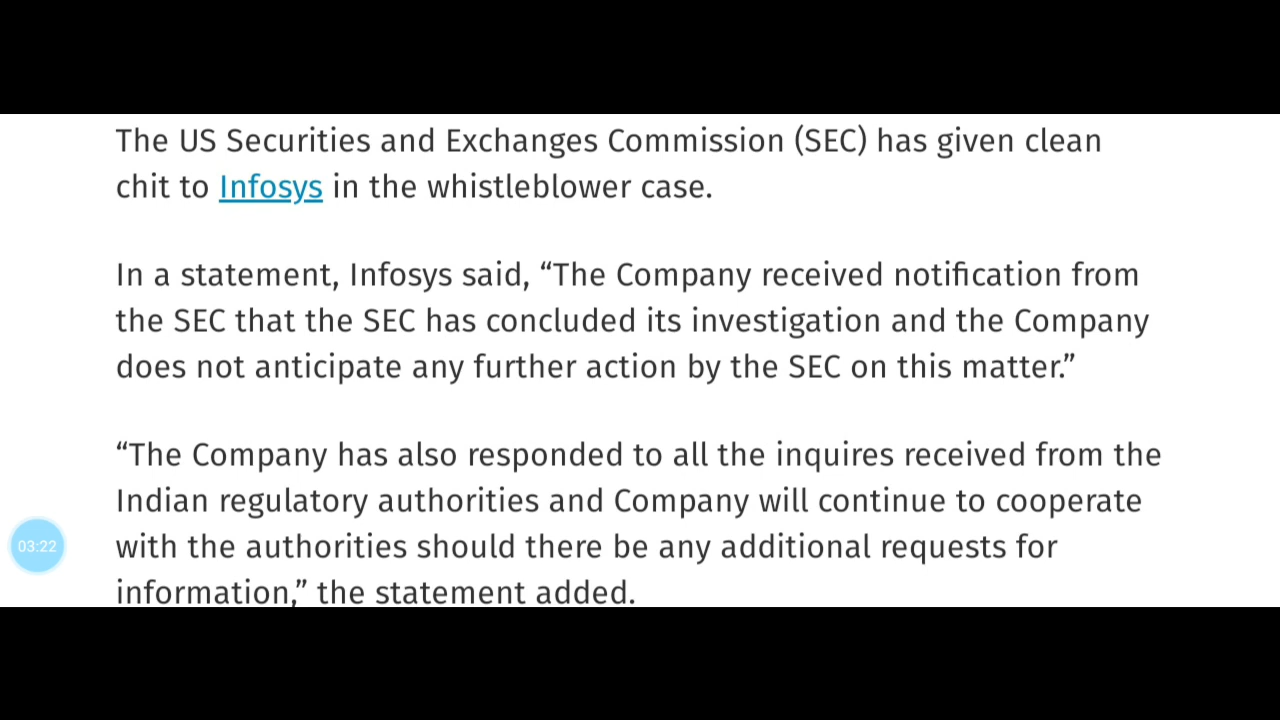 The US Securities and Exchanges Commission (SEC) has given clean
chit to Infosys in the whistleblower case.
In a statement, Infosys said, “The Company received notification from
the SEC that the SEC has concluded its investigation and the Company
does not anticipate any further action by the SEC on this matter.”
“The Company has also responded to all the inquires received from the
Indian regulatory authorities and Company will continue to cooperate
03:22
with the authorities should there be any additional requests for
information,” the statement added.